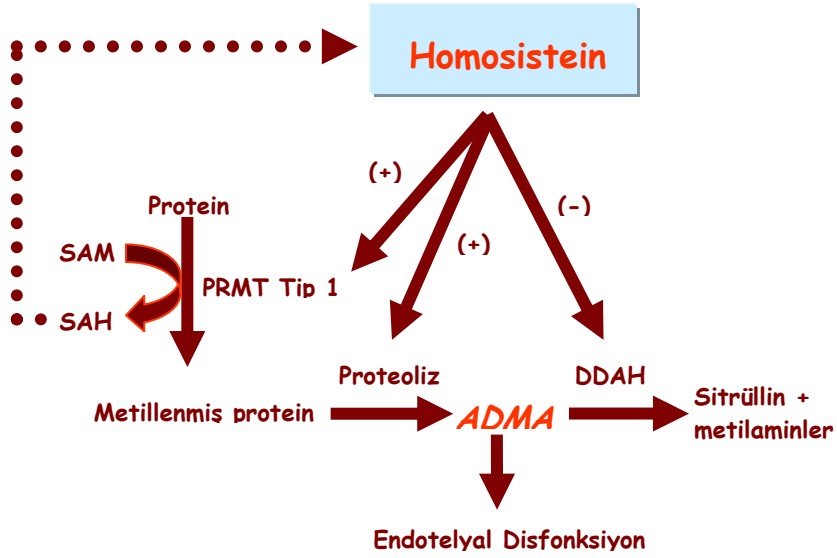 Homosistein
(+)
(-)
Protein
(+)
SAM
PRMT Tip 1
SAH
Proteoliz
DDAH
Metillenmiş protein
ADMA
Sitrüllin +
metilaminler
Endotelyal Disfonksiyon